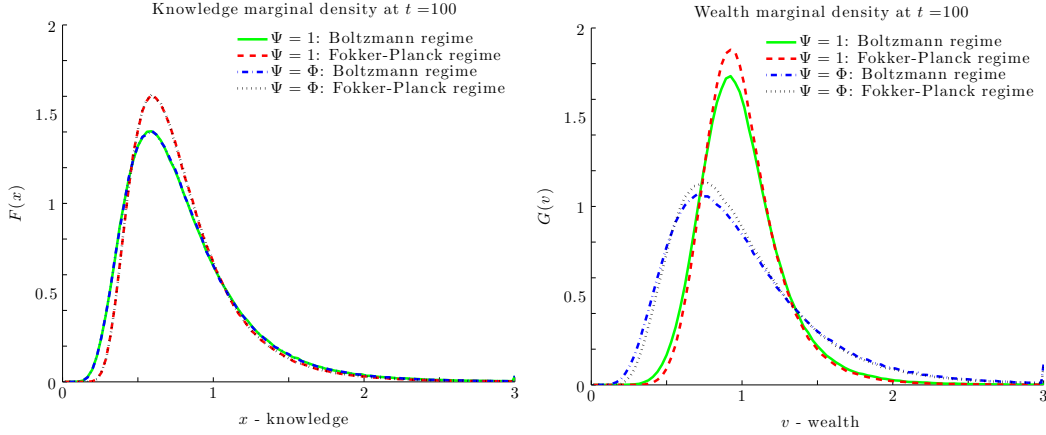 Knowledge marginal density at t =100
2
1.5
1
0.5
0
F(x)
Ψ = 1: Boltzmann regime
Ψ = 1: Fokker-Planck regime
Ψ = Φ: Boltzmann regime
Ψ = Φ: Fokker-Planck regime
0 1 2 3
x - knowledge
Wealth marginal density at t =100
2
1.5
1
0.5
0
G(v)
Ψ = 1: Boltzmann regime
Ψ = 1: Fokker-Planck regime
Ψ = Φ: Boltzmann regime
Ψ = Φ: Fokker-Planck regime
0 1 2 3
v - wealth